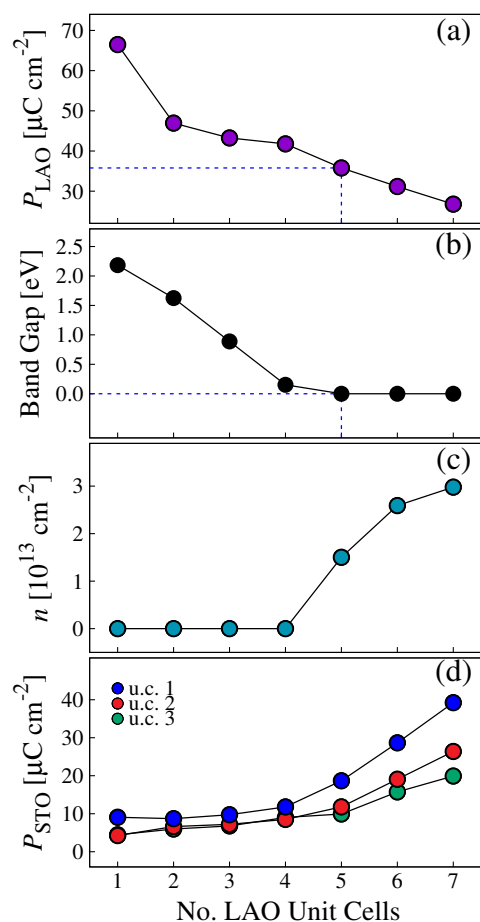 (a)
70
60
50
40
30
P_LAO [μC cm⁻²]
(b)
2.5
2.0
1.5
1.0
0.5
0.0
Band Gap [eV]
(c)
3
2
1
0
n [10¹³ cm⁻²]
(d)
u.c. 1
u.c. 2
u.c. 3
40
30
20
10
0
P_STO [μC cm⁻²]
1 2 3 4 5 6 7
No. LAO Unit Cells